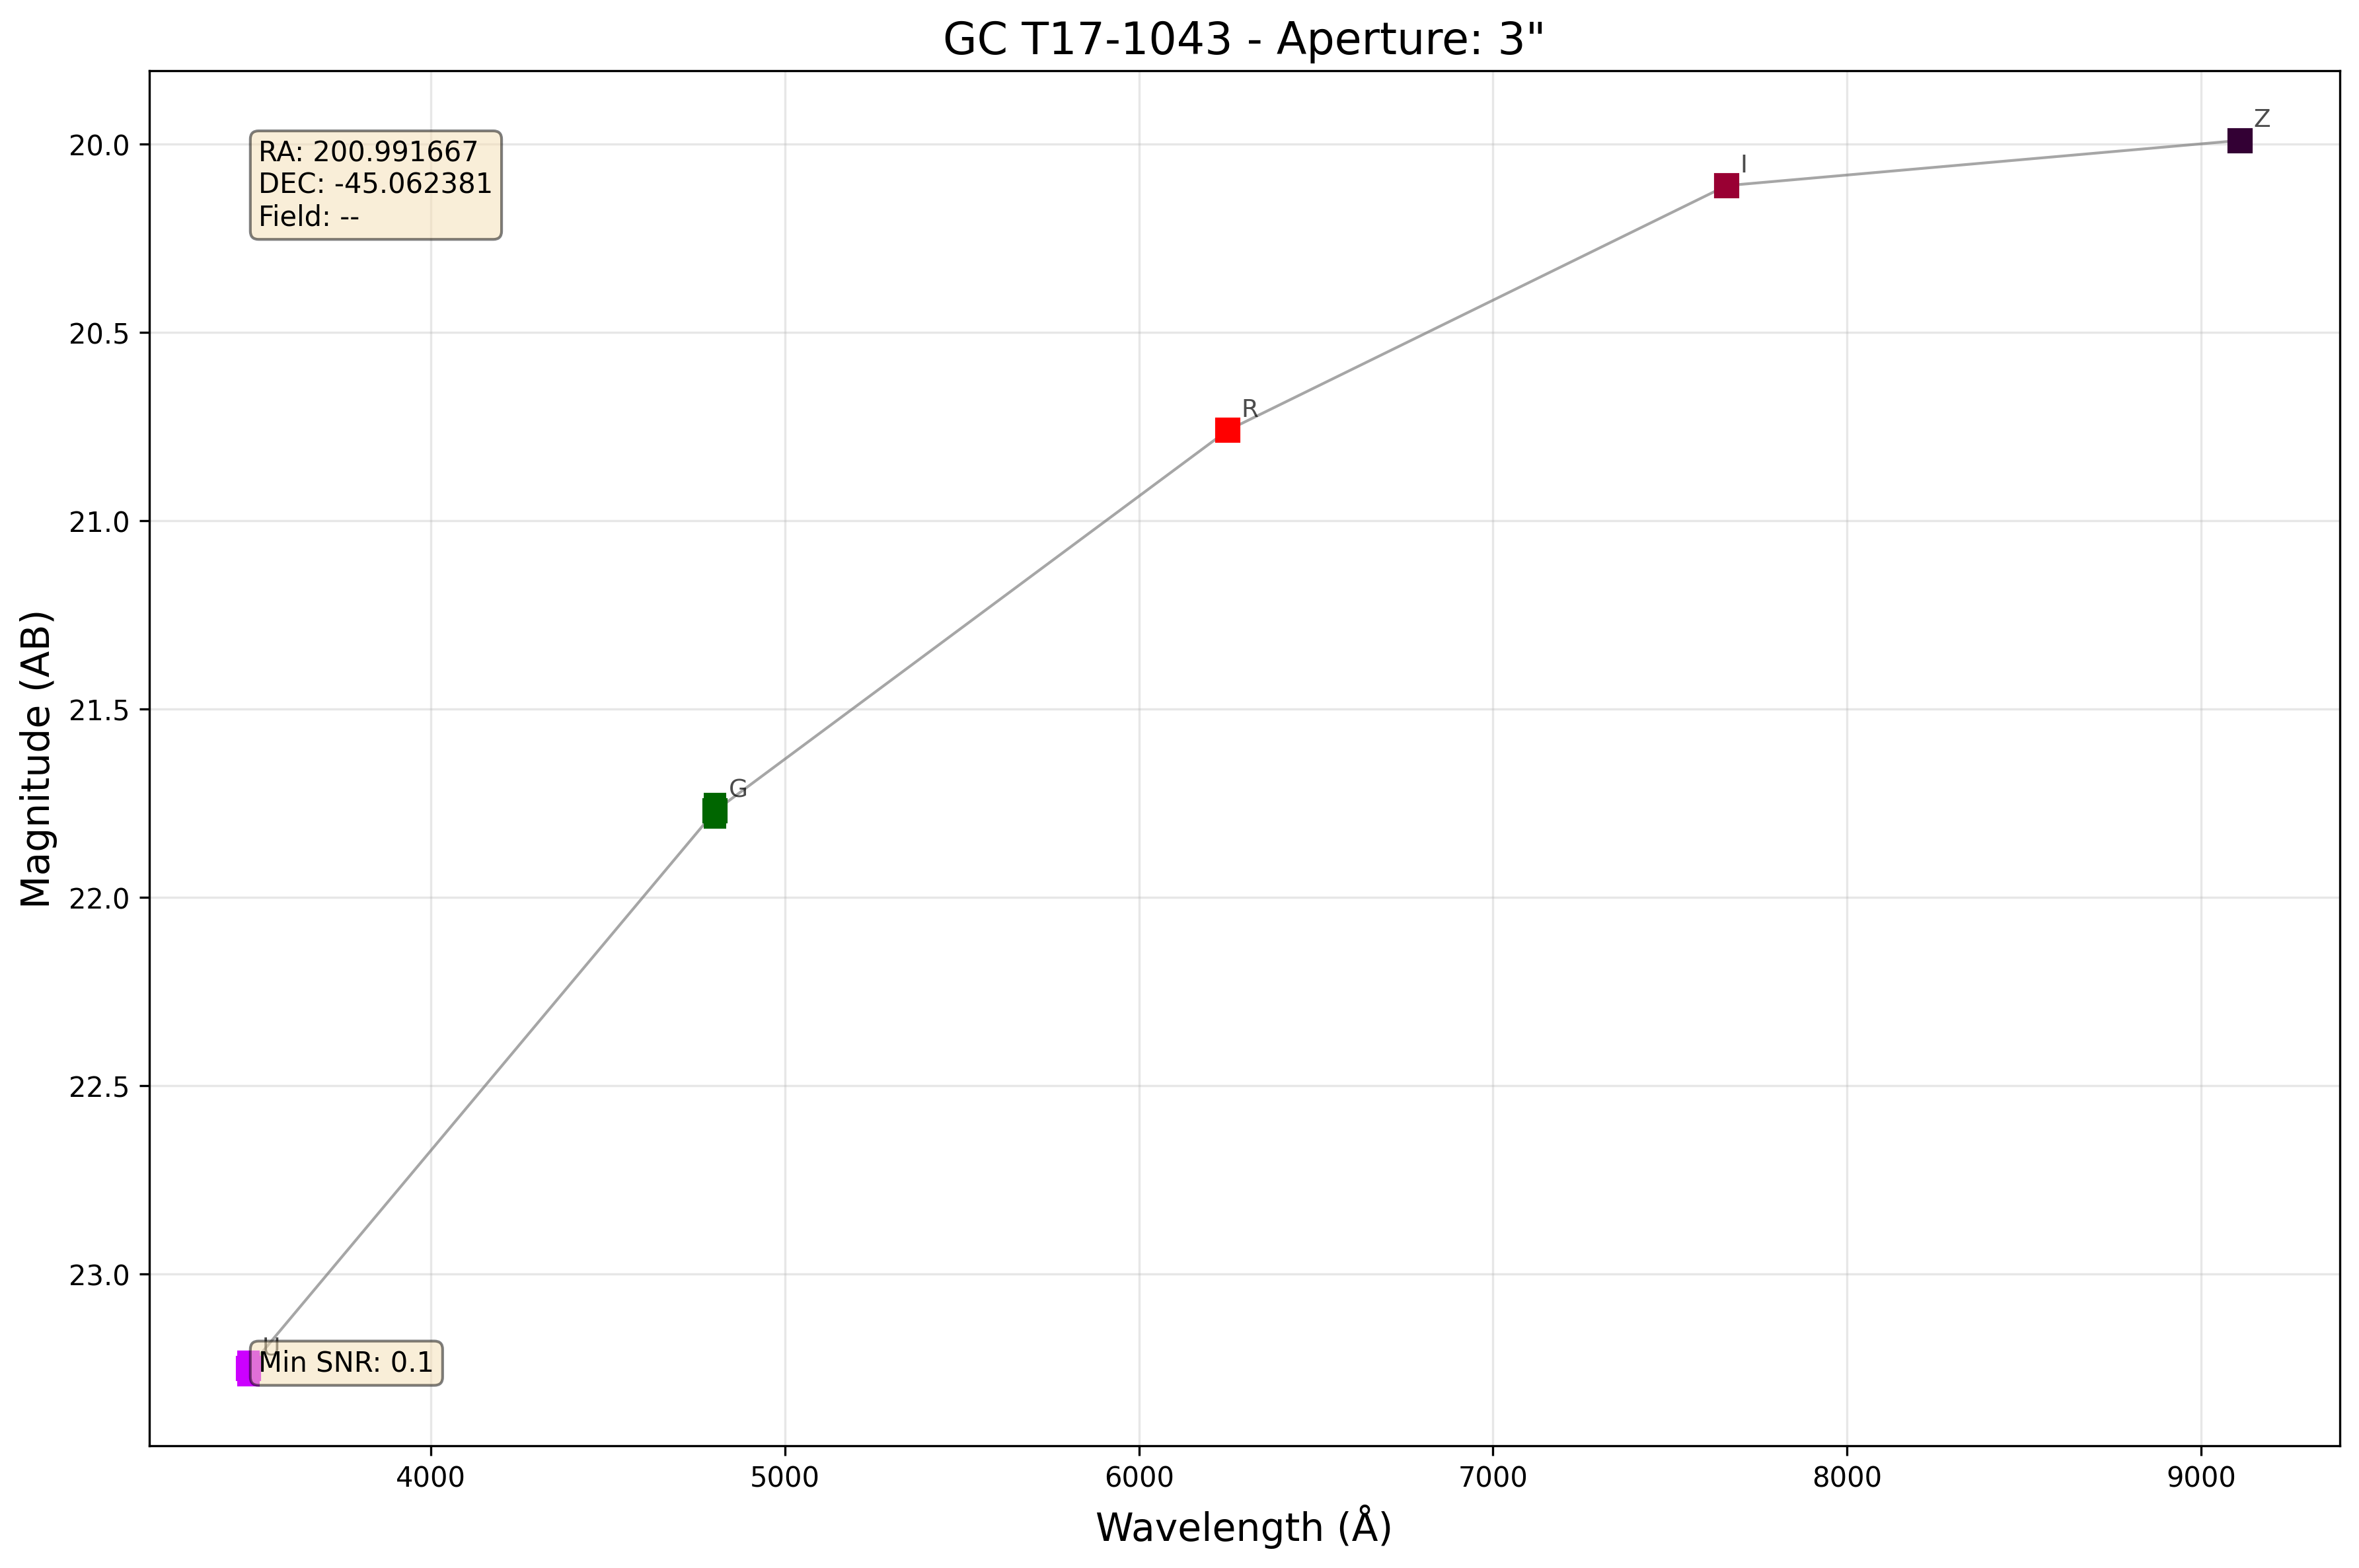 GC T17-1043 - Aperture: 3"
RA: 200.991667
DEC: -45.062381
Field: --
Z
I
R
G
U
Min SNR: 0.1
20.0
20.5
21.0
21.5
22.0
22.5
23.0
Magnitude (AB)
4000 5000 6000 7000 8000 9000
Wavelength (Å)